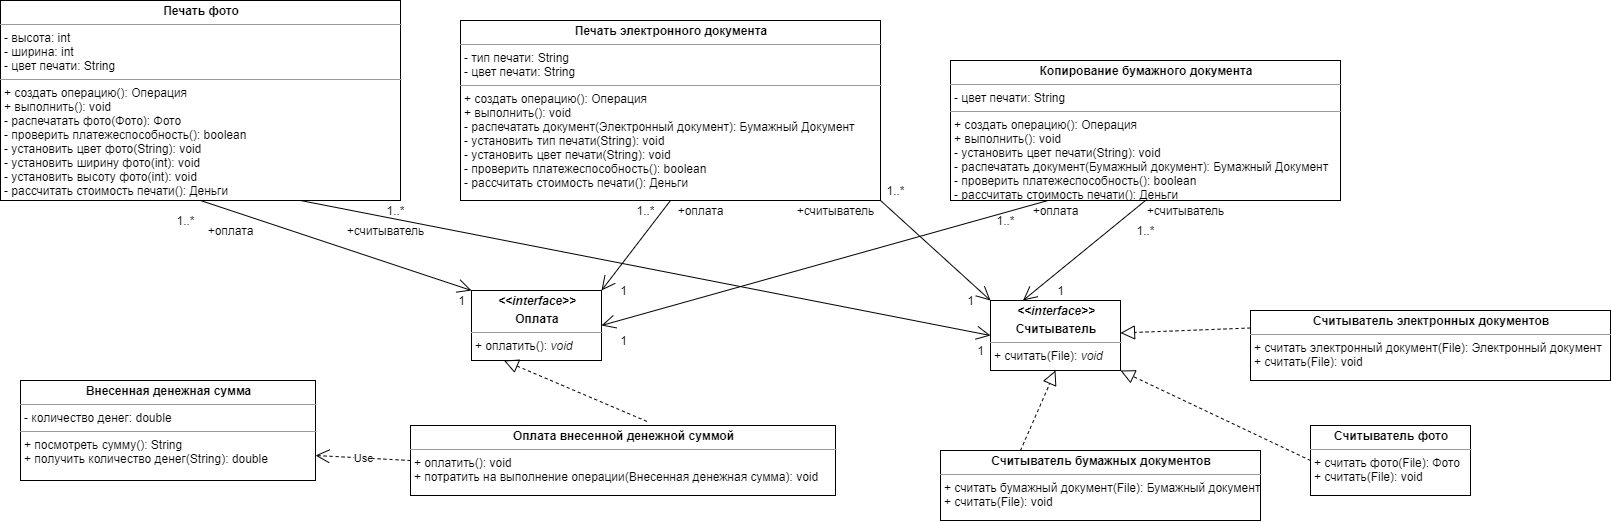 Печать фото
- высота: int
- ширина: int
- цвет печати: String
+ создать операцию(): Операция
+ выполнить(): void
- распечатать фото(Фото): Фото
- проверить платежеспособность(): boolean
- установить цвет фото(String): void
- установить ширину фото(int): void
- установить высоту фото(int): void
- рассчитать стоимость печати(): Деньги
Печать электронного документа
- тип печати: String
- цвет печати: String
+ создать операцию(): Операция
+ выполнить(): void
- распечатать документ(Электронный документ): Бумажный Документ
- установить тип печати(String): void
- установить цвет печати(String): void
- проверить платежеспособность(): boolean
- рассчитать стоимость печати(): Деньги
Копирование бумажного документа
- цвет печати: String
+ создать операцию(): Операция
+ выполнить(): void
- установить цвет печати(String): void
- распечатать документ(Бумажный документ): Бумажный Документ
- проверить платежеспособность(): boolean
- рассчитать стоимость печати(): Деньги
1..*
+оплата
1..*
+считыватель
1..*
+оплата
+считыватель
1..*
1..*
+оплата
+считыватель
1..*
1
1
1
1
1
1
<<interface>>
Оплата
+ оплатить(): void
<<interface>>
Считыватель
+ считать(File): void
Считыватель электронных документов
+ считать электронный документ(File): Электронный документ
+ считать(File): void
Внесенная денежная сумма
- количество денег: double
+ посмотреть сумму(): String
+ получить количество денег(String): double
Use
Оплата внесенной денежной суммой
+ оплатить(): void
+ потратить на выполнение операции(Внесенная денежная сумма): void
Считыватель бумажных документов
+ считать бумажный документ(File): Бумажный документ
+ считать(File): void
Считыватель фото
+ считать фото(File): Фото
+ считать(File): void